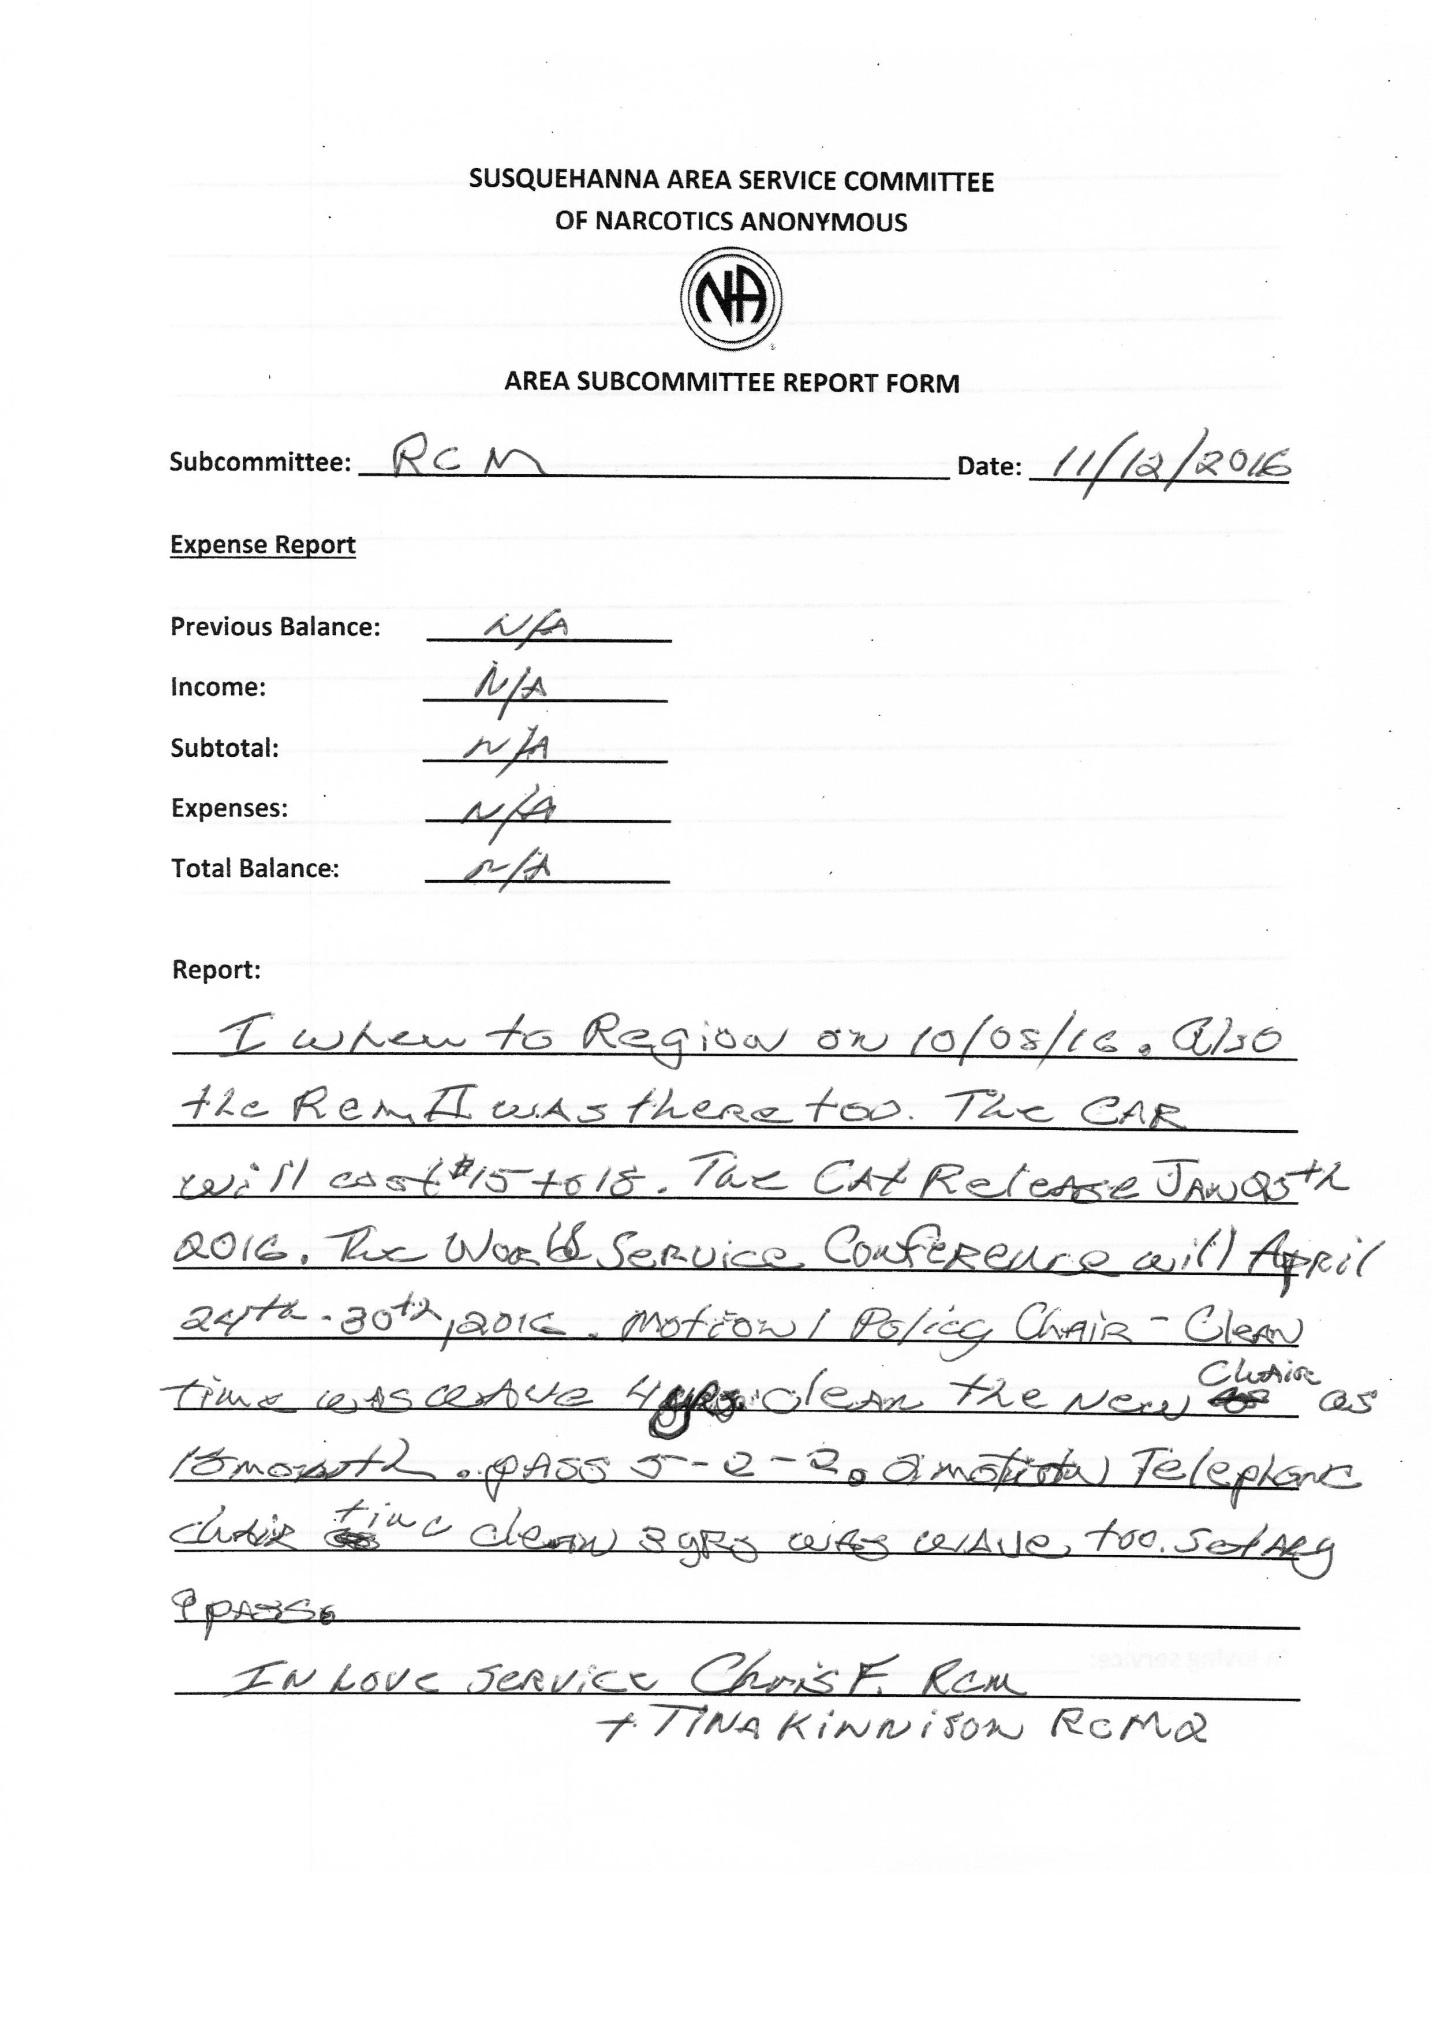 SUSQUEHANNA AREA SERVICE COMMITTEE
OF NARCOTICS ANONYMOUS
NA
AREA SUBCOMMITTEE REPORT FORM
Subcommittee: RCM Date: 11/12/2016
Expense Report
Previous Balance: N/A
Income: N/A
Subtotal: N/A
Expenses: N/A
Total Balance: N/A
Report:
I when to Region on 10/08/16. Also
the Rcm II was there too. The CAR
will cost $15 to 18. The CAt Release Jan 25th
2016. The World Service Conference will April
24th - 30th, 2016. Motion 1 Policy Chair - Clean
time was wave 4 yrs. clean the New Chair as
18 month. pass 5-2-2. 2 motion Telephone
chair time clean 3 yrs was wave too.
9 pass.
In Love Service Chris F. Rcm
+ TINA KINNISON RCM2